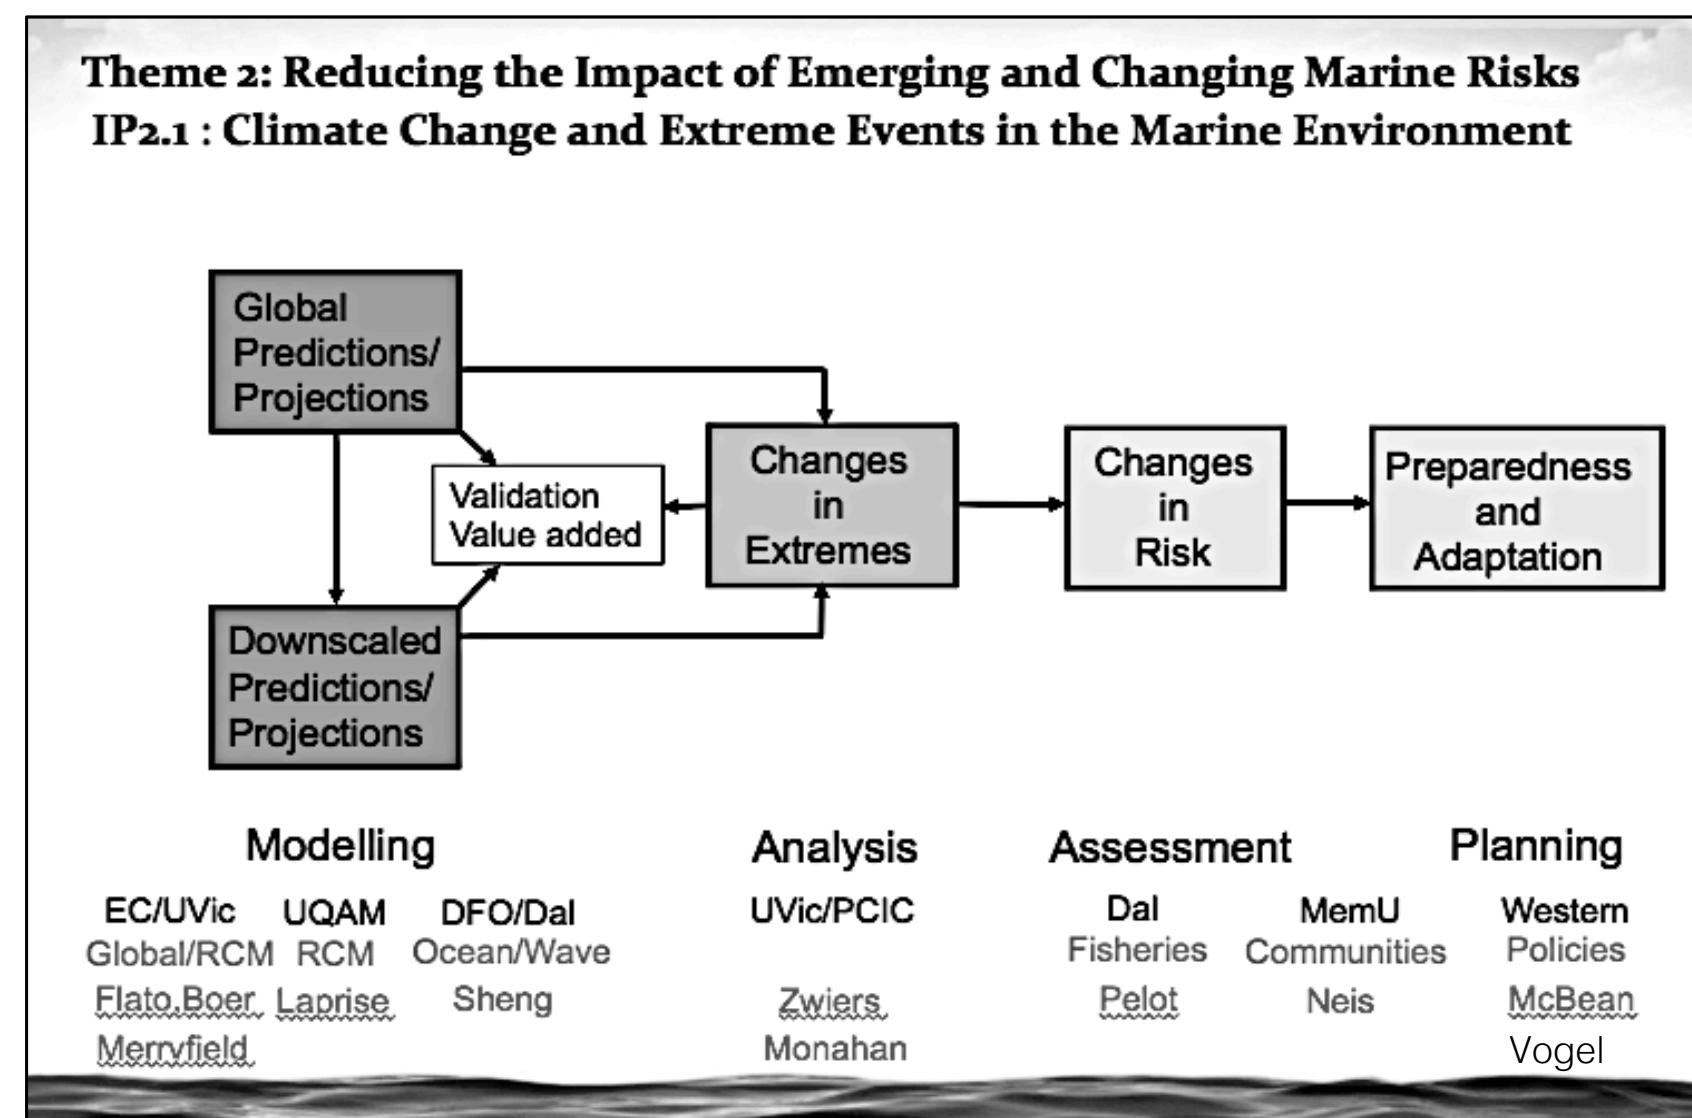 Theme 2: Reducing the Impact of Emerging and Changing Marine Risks
IP2.1 : Climate Change and Extreme Events in the Marine Environment
Global
Predictions/
Projections
Validation
Value added
Changes
in
Extremes
Changes
in
Risk
Preparedness
and
Adaptation
Downscaled
Predictions/
Projections
Modelling Analysis Assessment Planning
EC/UVic UQAM DFO/Dal UVic/PCIC Dal MemU Western
Global/RCM RCM Ocean/Wave Fisheries Communities Policies
Flato,Boer Laprise Sheng Zwiers Pelot Neis McBean
Merryfield Monahan Vogel